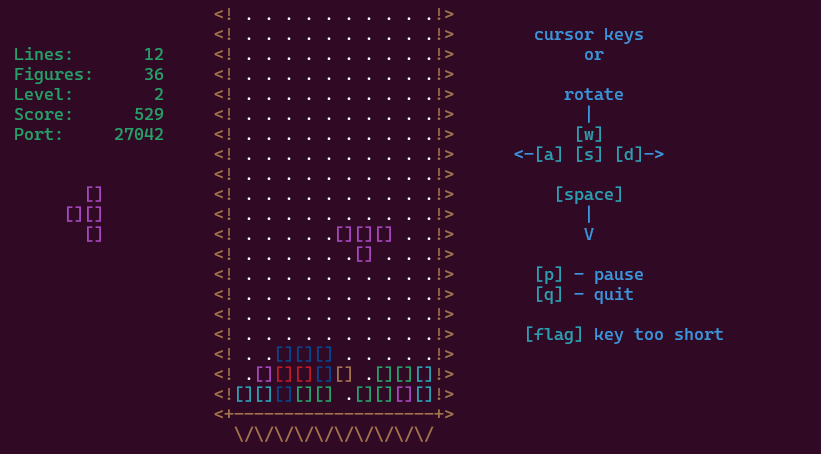 <! . . . . . . . . . .!>
<! . . . . . . . . . .!> cursor keys
Lines: 12 <! . . . . . . . . . .!> or
Figures: 36 <! . . . . . . . . . .!>
Level: 2 <! . . . . . . . . . .!> rotate
Score: 529 <! . . . . . . . . . .!> |
Port: 27042 <! . . . . . . . . . .!> [w]
<! . . . . . . . . . .!> <-[a] [s] [d]->
<! . . . . . . . . . .!>
[] <! . . . . . . . . . .!> [space]
[][] <! . . . . . . . . . .!> |
[] <! . . . . .[][][] . .!> V
<! . . . . . .[] . . .!>
<! . . . . . . . . . .!> [p] - pause
<! . . . . . . . . . .!> [q] - quit
<! . . . . . . . . . .!>
<! . . . . . . . . . .!> [flag] key too short
<! . .[][][] . . . . .!>
<! .[][][][][] .[][][]!>
<![][][][][] .[][][][]!>
<+--------------------+>
\/\/\/\/\/\/\/\/\/\/